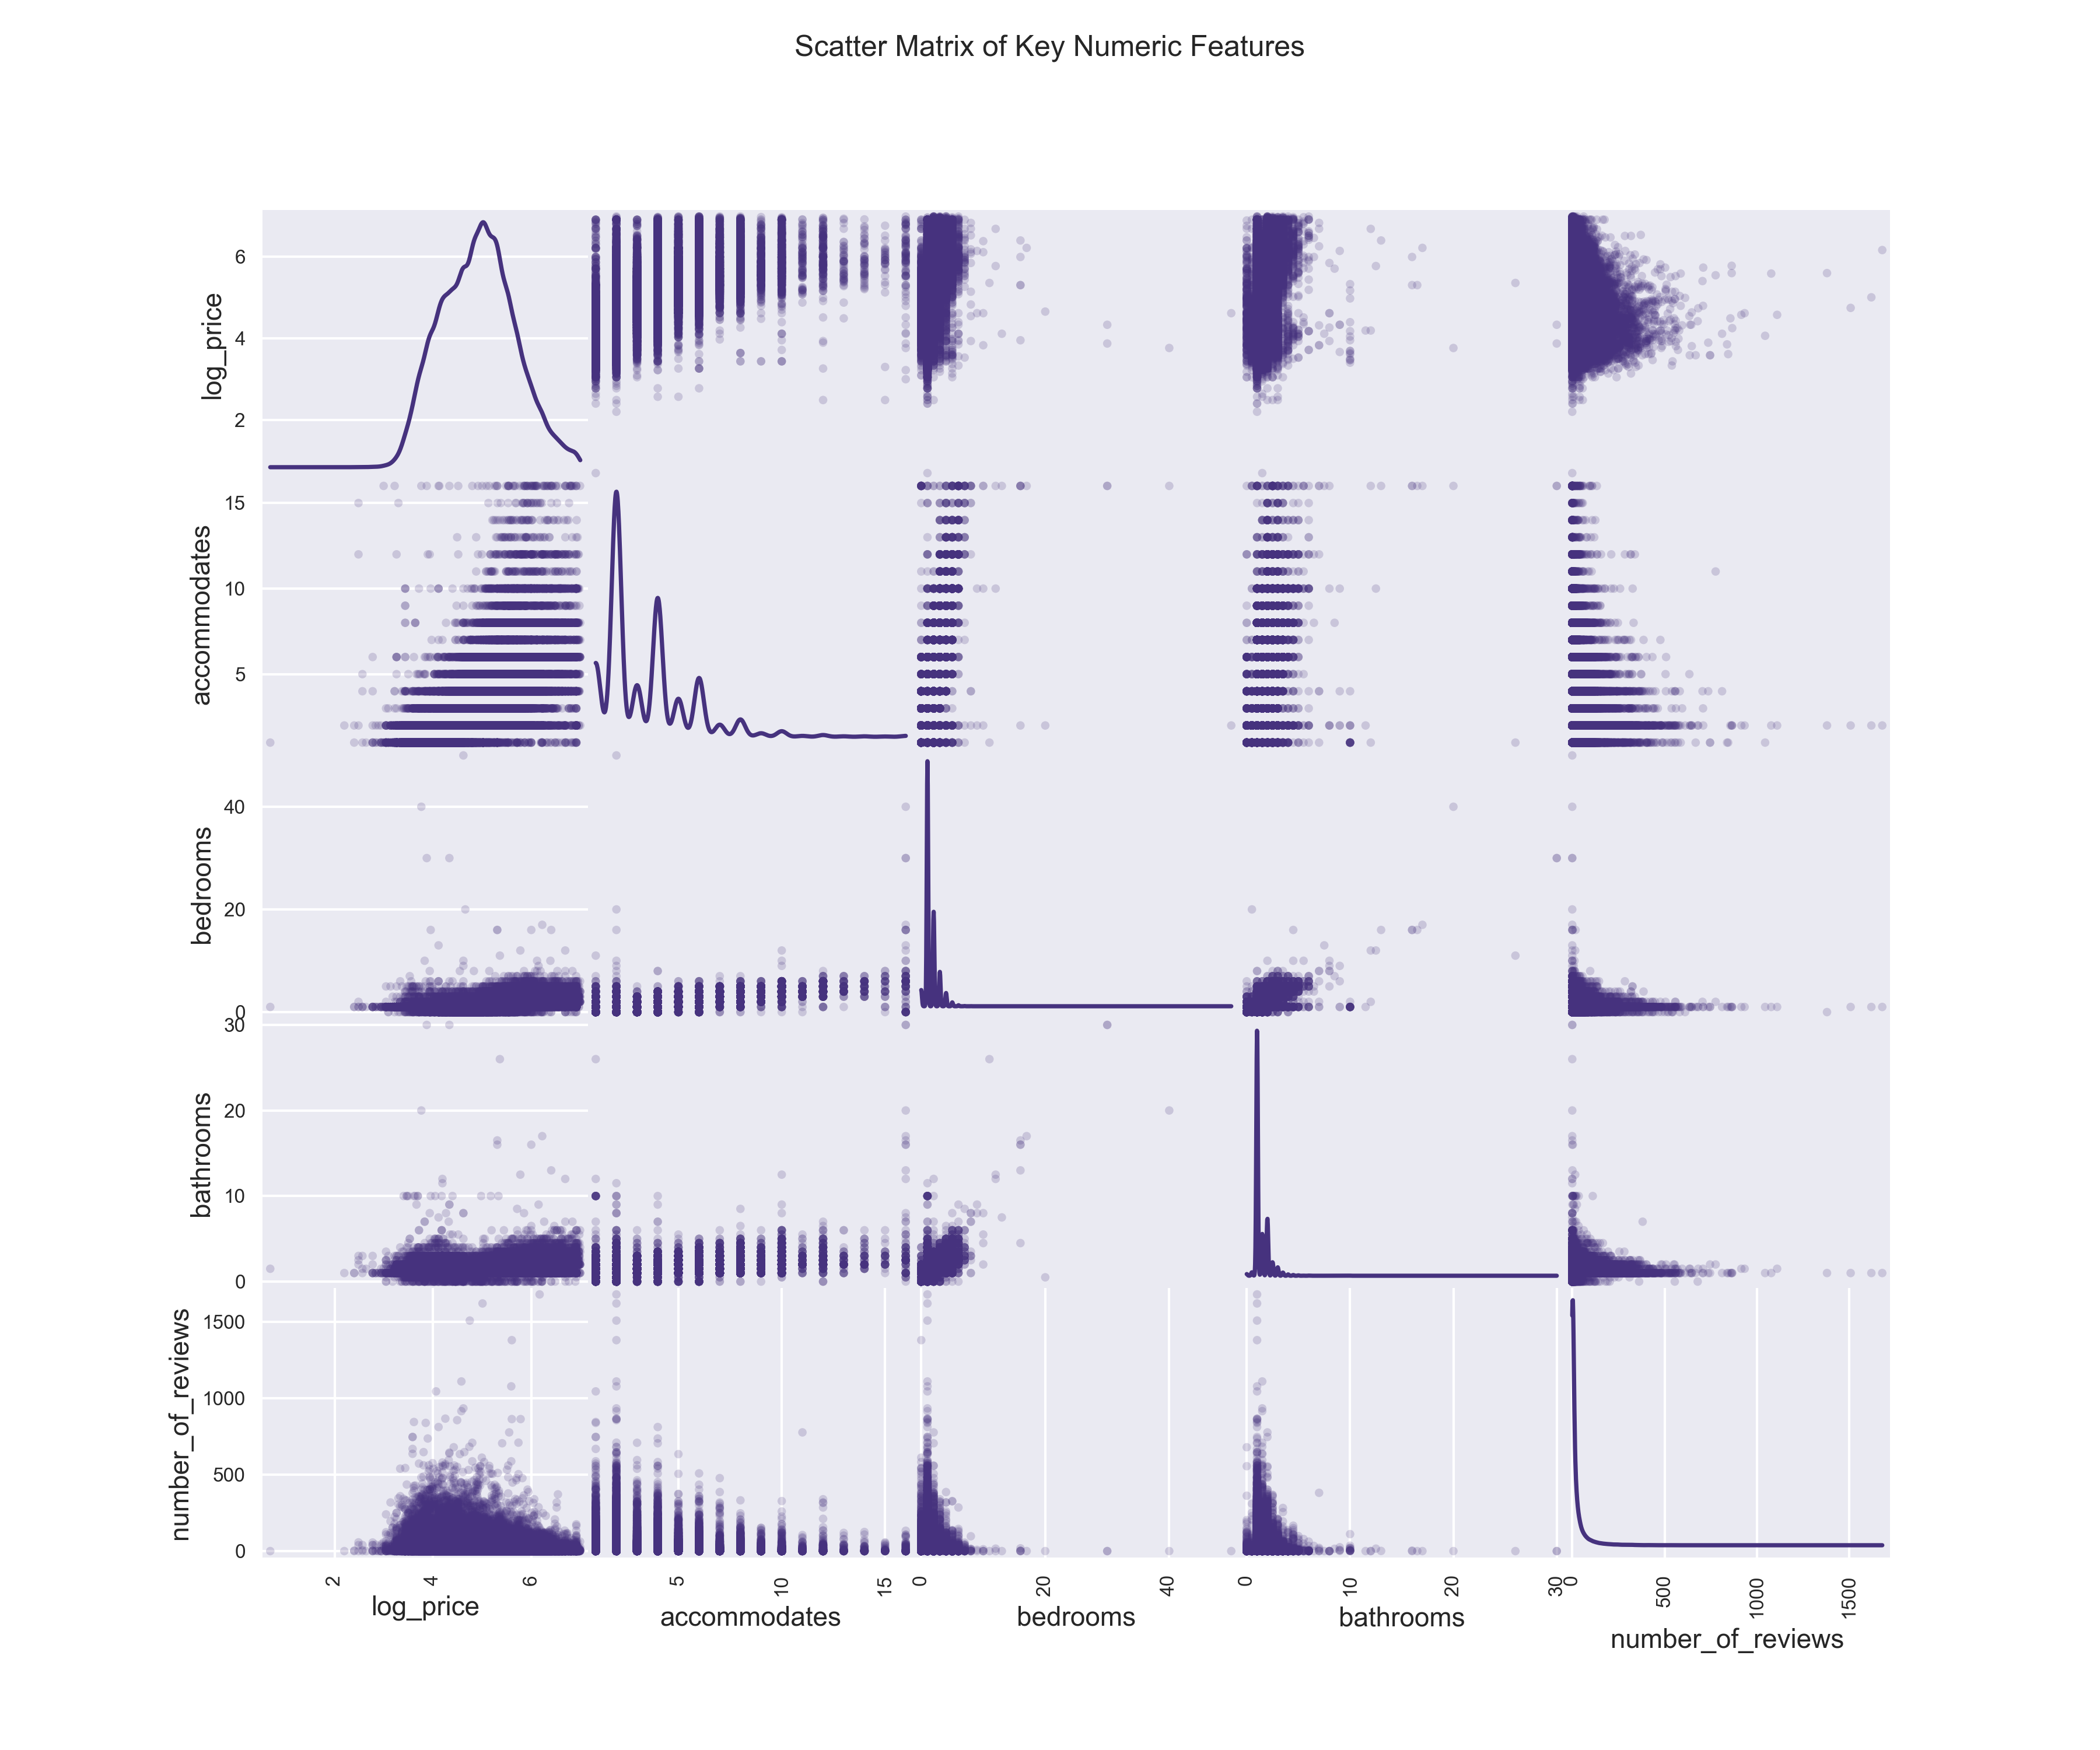 Scatter Matrix of Key Numeric Features
log_price
6
4
2
accommodates
15
10
5
bedrooms
40
20
0
bathrooms
30
20
10
0
number_of_reviews
1500
1000
500
0
2 4 6
5 10 15
0 20 40
0 10 20 30
0 500 1000 1500
log_price accommodates bedrooms bathrooms number_of_reviews